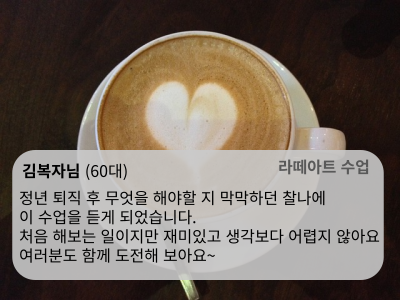 김복자님 (60대)
라떼아트 수업
정년 퇴직 후 무엇을 해야할 지 막막하던 찰나에
이 수업을 듣게 되었습니다.
처음 해보는 일이지만 재미있고 생각보다 어렵지 않아요
여러분도 함께 도전해 보아요~